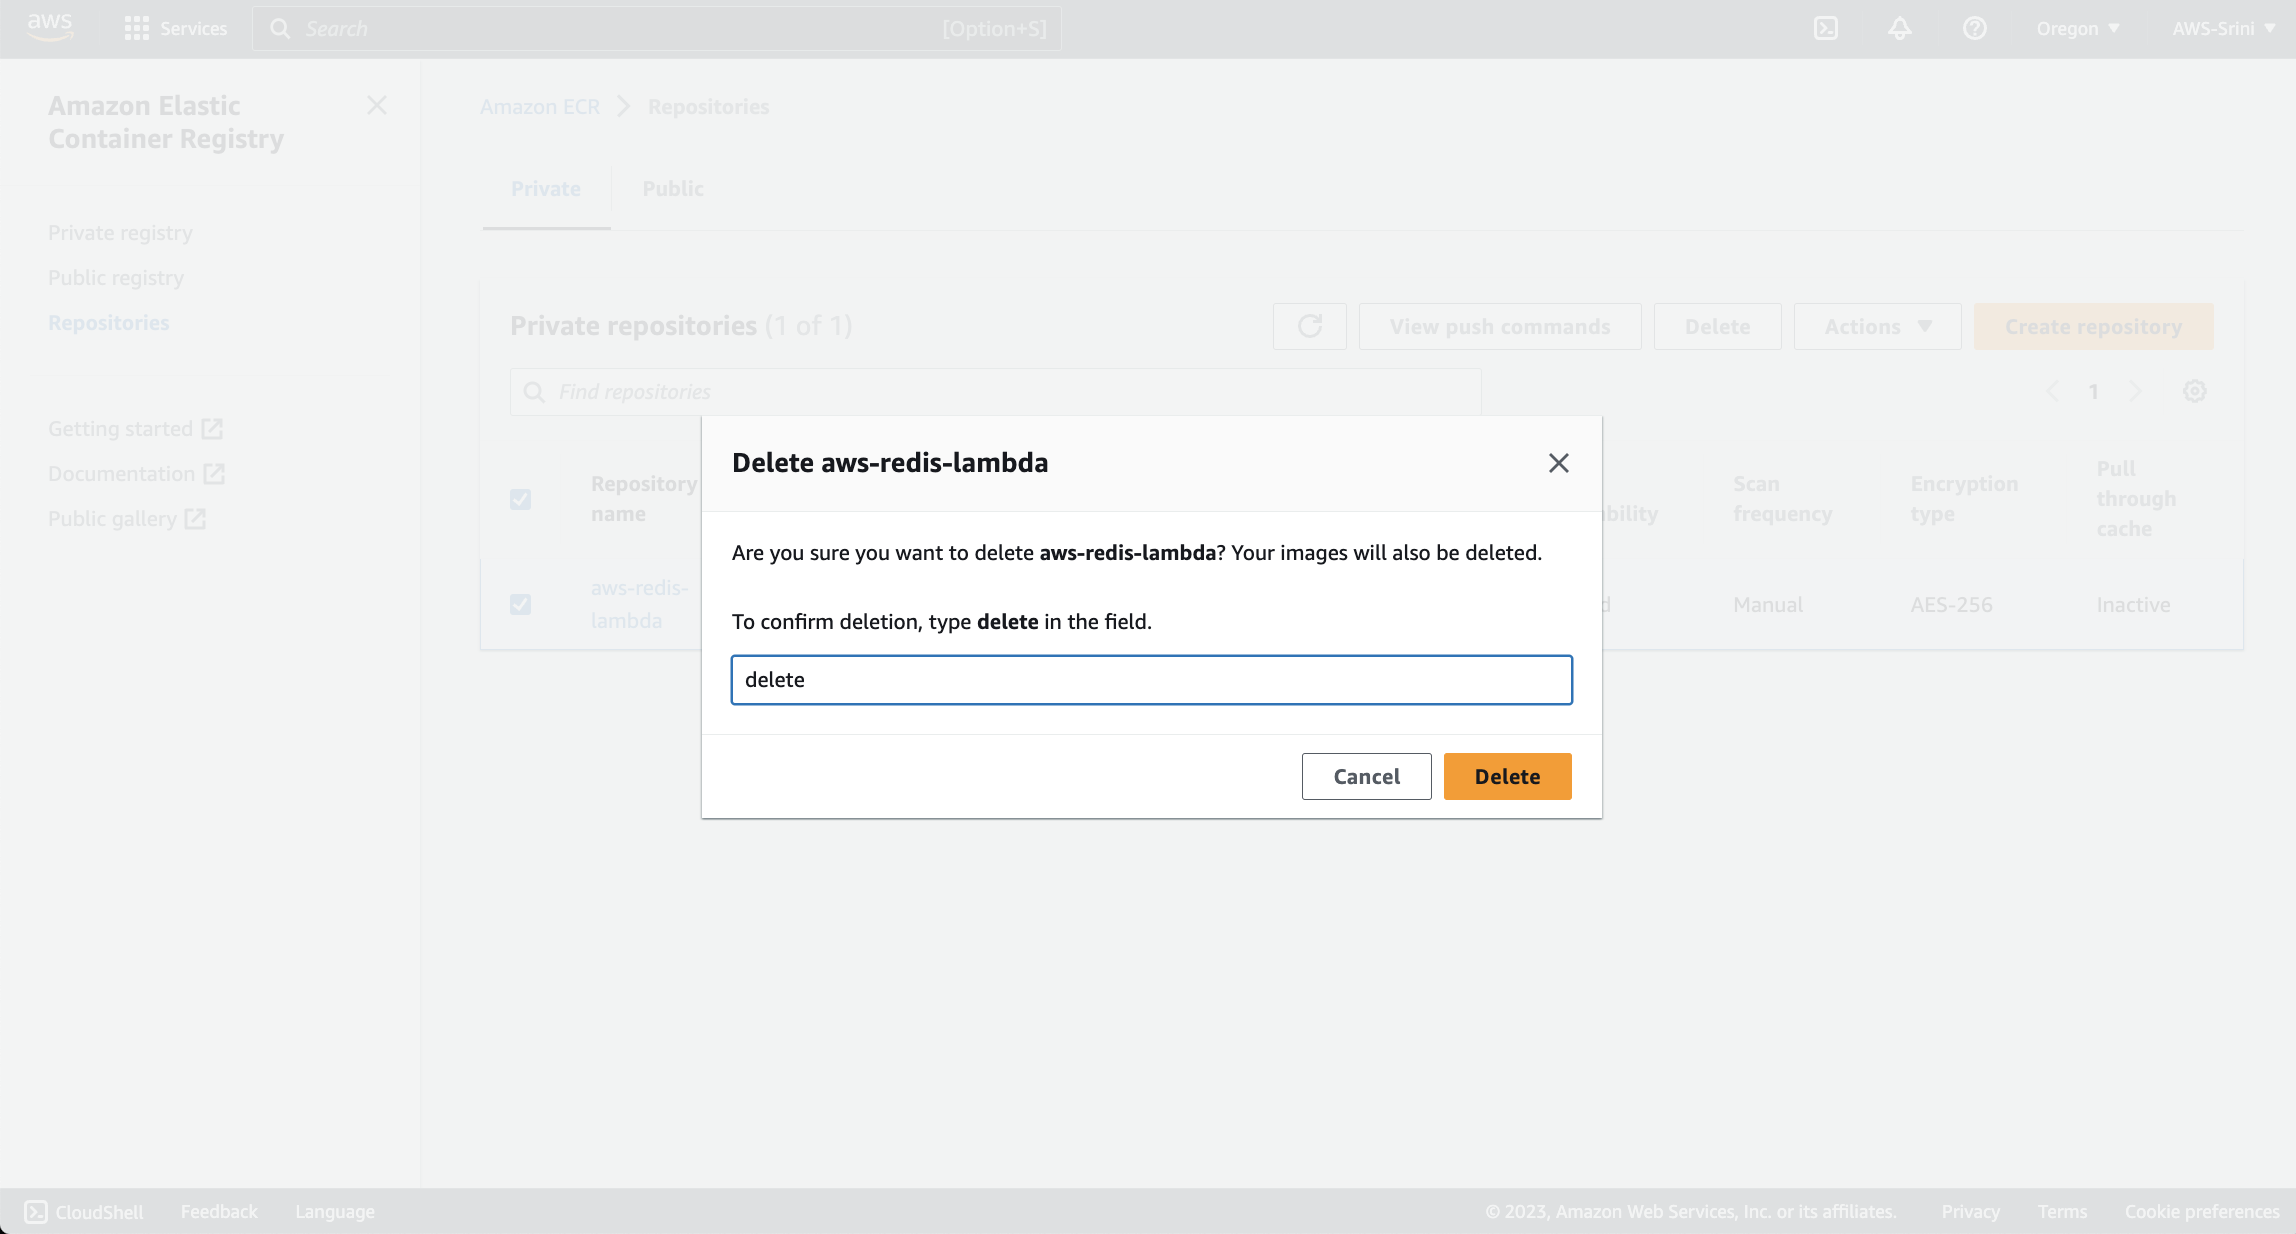 aws
Services
Search
[Option+S]
Oregon
AWS-Srini
Amazon Elastic
Container Registry
Private registry
Public registry
Repositories
Getting started
Documentation
Public gallery
Amazon ECR
Repositories
Private
Public
Private repositories (1 of 1)
View push commands
Delete
Actions
Create repository
Find repositories
1
Repository
name
bility
Scan
frequency
Encryption
type
Pull
through
cache
aws-redis-
lambda
d
Manual
AES-256
Inactive
Delete aws-redis-lambda
Are you sure you want to delete aws-redis-lambda? Your images will also be deleted.
To confirm deletion, type delete in the field.
delete
Cancel
Delete
CloudShell
Feedback
Language
© 2023, Amazon Web Services, Inc. or its affiliates.
Privacy
Terms
Cookie preferences